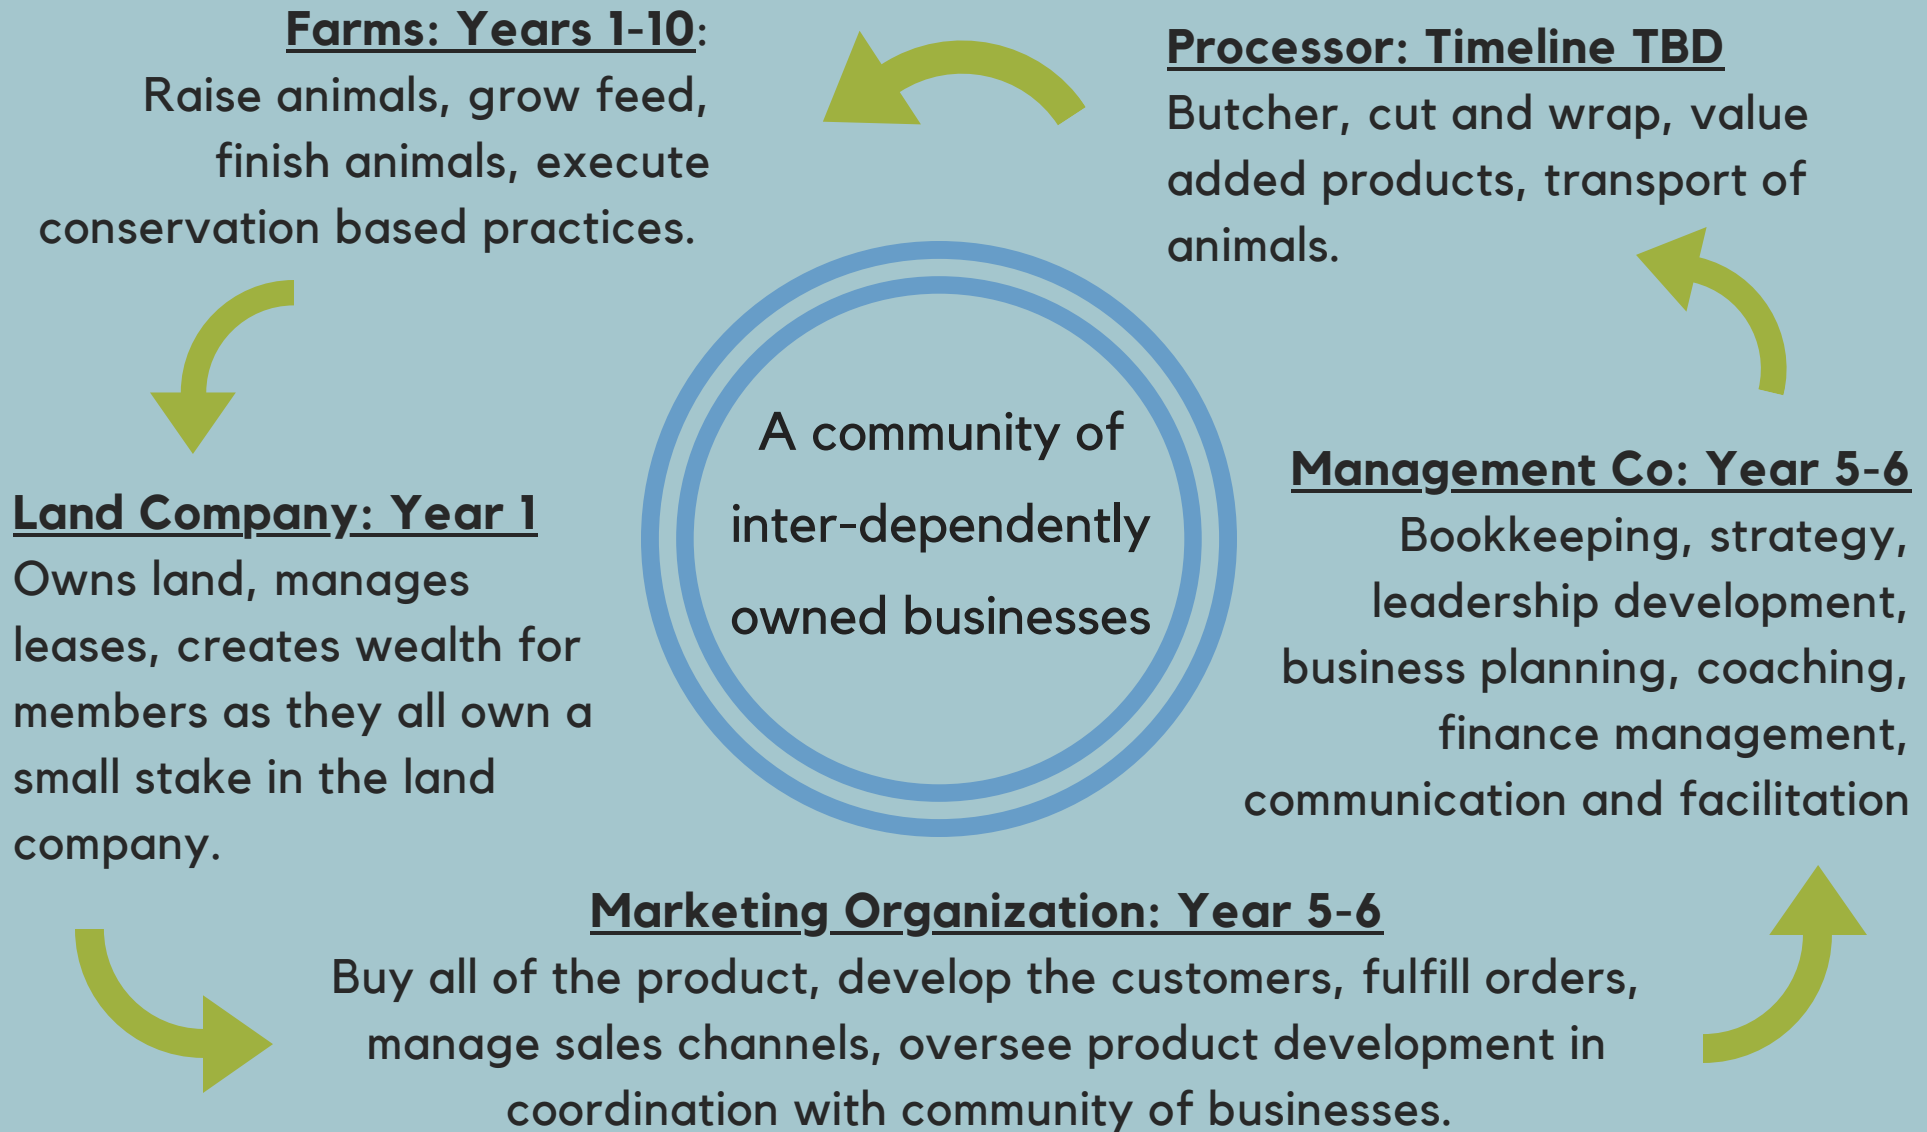 Farms: Years 1-10:
Raise animals, grow feed,
finish animals, execute
conservation based practices.
Processor: Timeline TBD
Butcher, cut and wrap, value
added products, transport of
animals.
A community of
inter-dependently
owned businesses
Land Company: Year 1
Owns land, manages
leases, creates wealth for
members as they all own a
small stake in the land
company.
Management Co: Year 5-6
Bookkeeping, strategy,
leadership development,
business planning, coaching,
finance management,
communication and facilitation
Marketing Organization: Year 5-6
Buy all of the product, develop the customers, fulfill orders,
manage sales channels, oversee product development in
coordination with community of businesses.